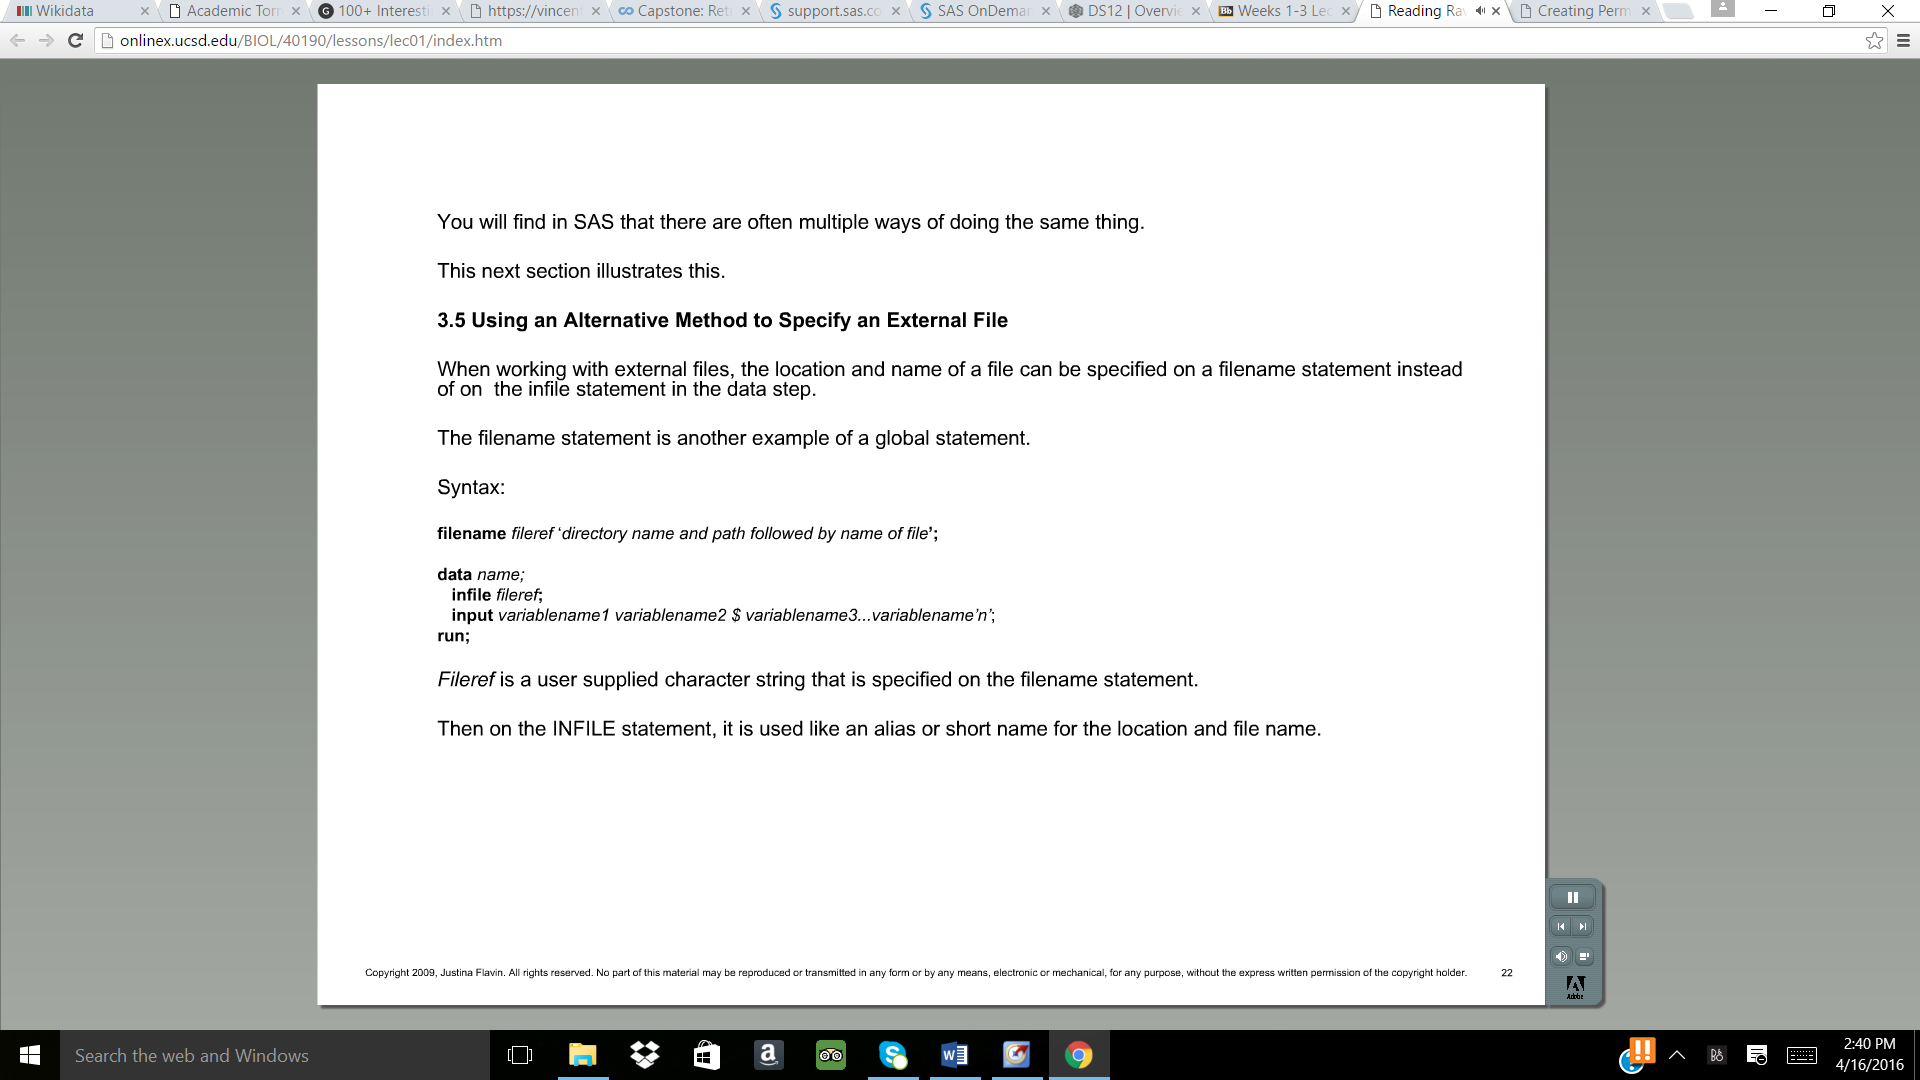 Wikidata
Academic Torr
100+ Interesti
https://vincen
Capstone: Ret
support.sas.co
SAS OnDemar
DS12 | Overvie
Bb Weeks 1-3 Lec
Reading Ra
Creating Perm
onlinex.ucsd.edu/BIOL/40190/lessons/lec01/index.htm
You will find in SAS that there are often multiple ways of doing the same thing.
This next section illustrates this.
3.5 Using an Alternative Method to Specify an External File
When working with external files, the location and name of a file can be specified on a filename statement instead
of on  the infile statement in the data step.
The filename statement is another example of a global statement.
Syntax:
filename fileref ‘directory name and path followed by name of file’;
data name;
infile fileref;
input variablename1 variablename2 $ variablename3...variablename’n’;
run;
Fileref is a user supplied character string that is specified on the filename statement.
Then on the INFILE statement, it is used like an alias or short name for the location and file name.
Copyright 2009, Justina Flavin. All rights reserved. No part of this material may be reproduced or transmitted in any form or by any means, electronic or mechanical, for any purpose, without the express written permission of the copyright holder. 22
Adobe
Search the web and Windows
2:40 PM
4/16/2016